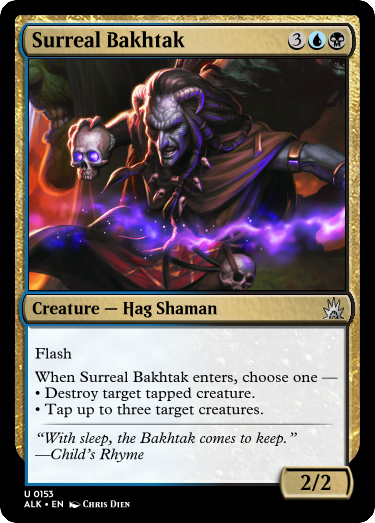 Surreal Bakhtak 3
Creature — Hag Shaman
Flash
When Surreal Bakhtak enters, choose one —
• Destroy target tapped creature.
• Tap up to three target creatures.
“With sleep, the Bakhtak comes to keep.”
—Child's Rhyme
2/2
U 0153
ALK • EN Chris Dien